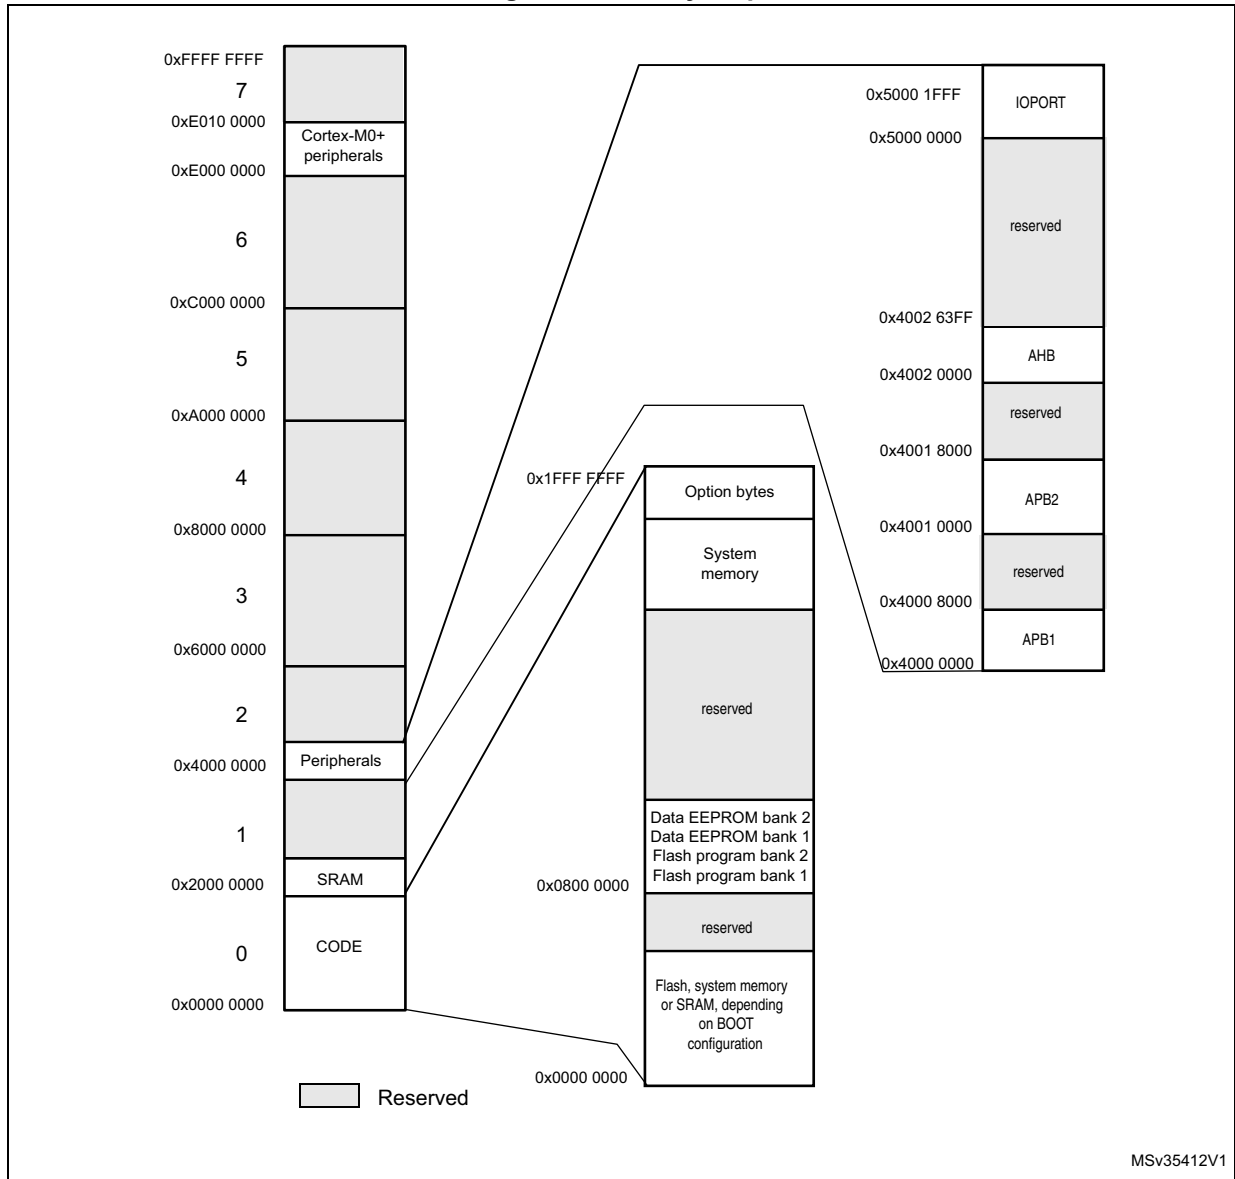 0xFFFF FFFF
7
0xE010 0000
Cortex-M0+
peripherals
0xE000 0000
6
0xC000 0000
5
0xA000 0000
4
0x8000 0000
3
0x6000 0000
2
Peripherals
0x4000 0000
1
0x2000 0000
SRAM
0
CODE
0x0000 0000
0x1FFF FFFF
Option bytes
System
memory
reserved
Data EEPROM bank 2
Data EEPROM bank 1
Flash program bank 2
Flash program bank 1
0x0800 0000
reserved
Flash, system memory
or SRAM, depending
on BOOT
configuration
0x0000 0000
0x5000 1FFF
IOPORT
0x5000 0000
reserved
0x4002 63FF
AHB
0x4002 0000
reserved
0x4001 8000
APB2
0x4001 0000
reserved
0x4000 8000
APB1
0x4000 0000
Reserved
MSv35412V1